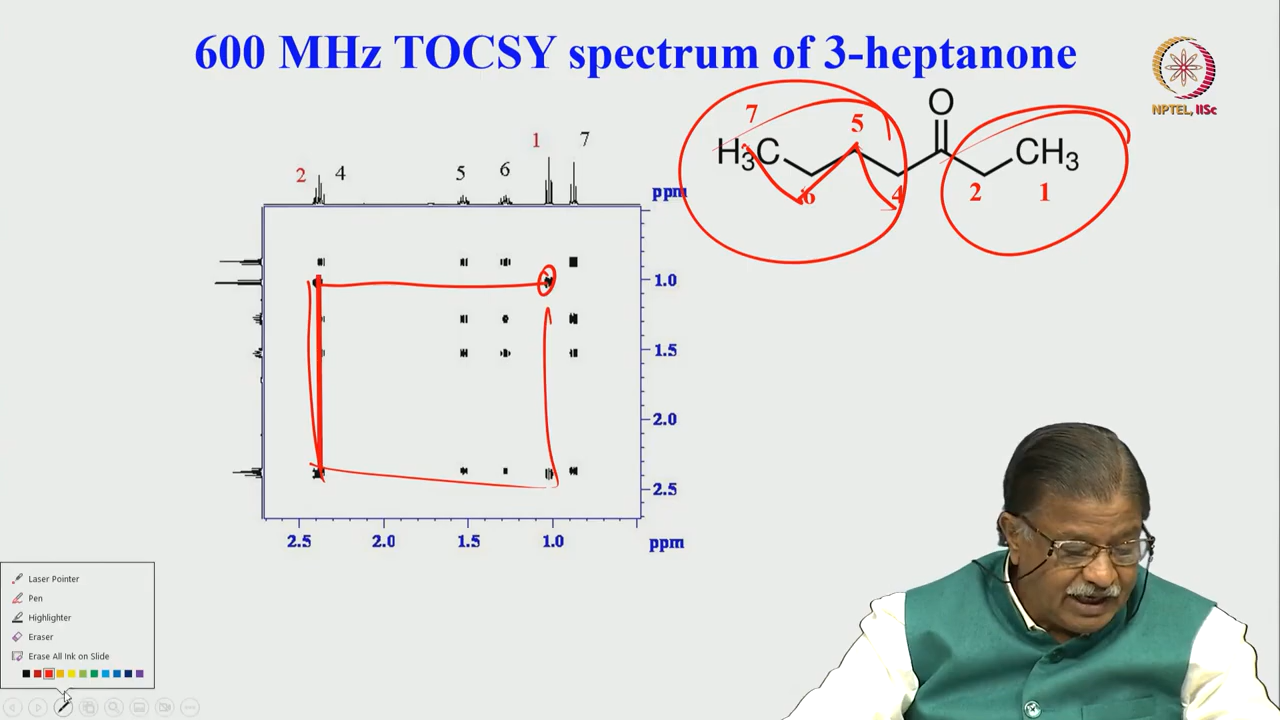 600 MHz TOCSY spectrum of 3-heptanone
NPTEL, IISc
O
7
5
H₃C
CH₃
6
4
2
1
2
4
5
6
1
7
ppm
1.0
1.5
2.0
2.5
2.5
2.0
1.5
1.0
ppm
Laser Pointer
Pen
Highlighter
Eraser
Erase All Ink on Slide